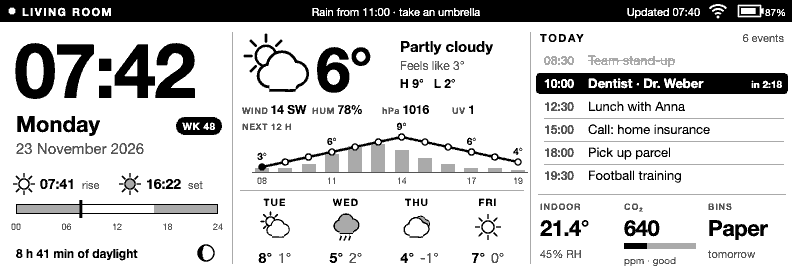 LIVING ROOM
Rain from 11:00 · take an umbrella
Updated 07:40
87%
07:42
Monday
WK 48
23 November 2026
07:41 rise
16:22 set
00 06 12 18 24
8 h 41 min of daylight
6°
Partly cloudy
Feels like 3°
H 9° L 2°
WIND 14 SW HUM 78% hPa 1016 UV 1
NEXT 12 H
3° 6° 9° 6° 4°
08 11 14 17 19
TUE WED THU FRI
8° 1° 5° 2° 4° -1° 7° 0°
TODAY
6 events
08:30 Team stand-up
10:00 Dentist · Dr. Weber in 2:18
12:30 Lunch with Anna
15:00 Call: home insurance
18:00 Pick up parcel
19:30 Football training
INDOOR
21.4°
45% RH
CO₂
640
ppm · good
BINS
Paper
tomorrow